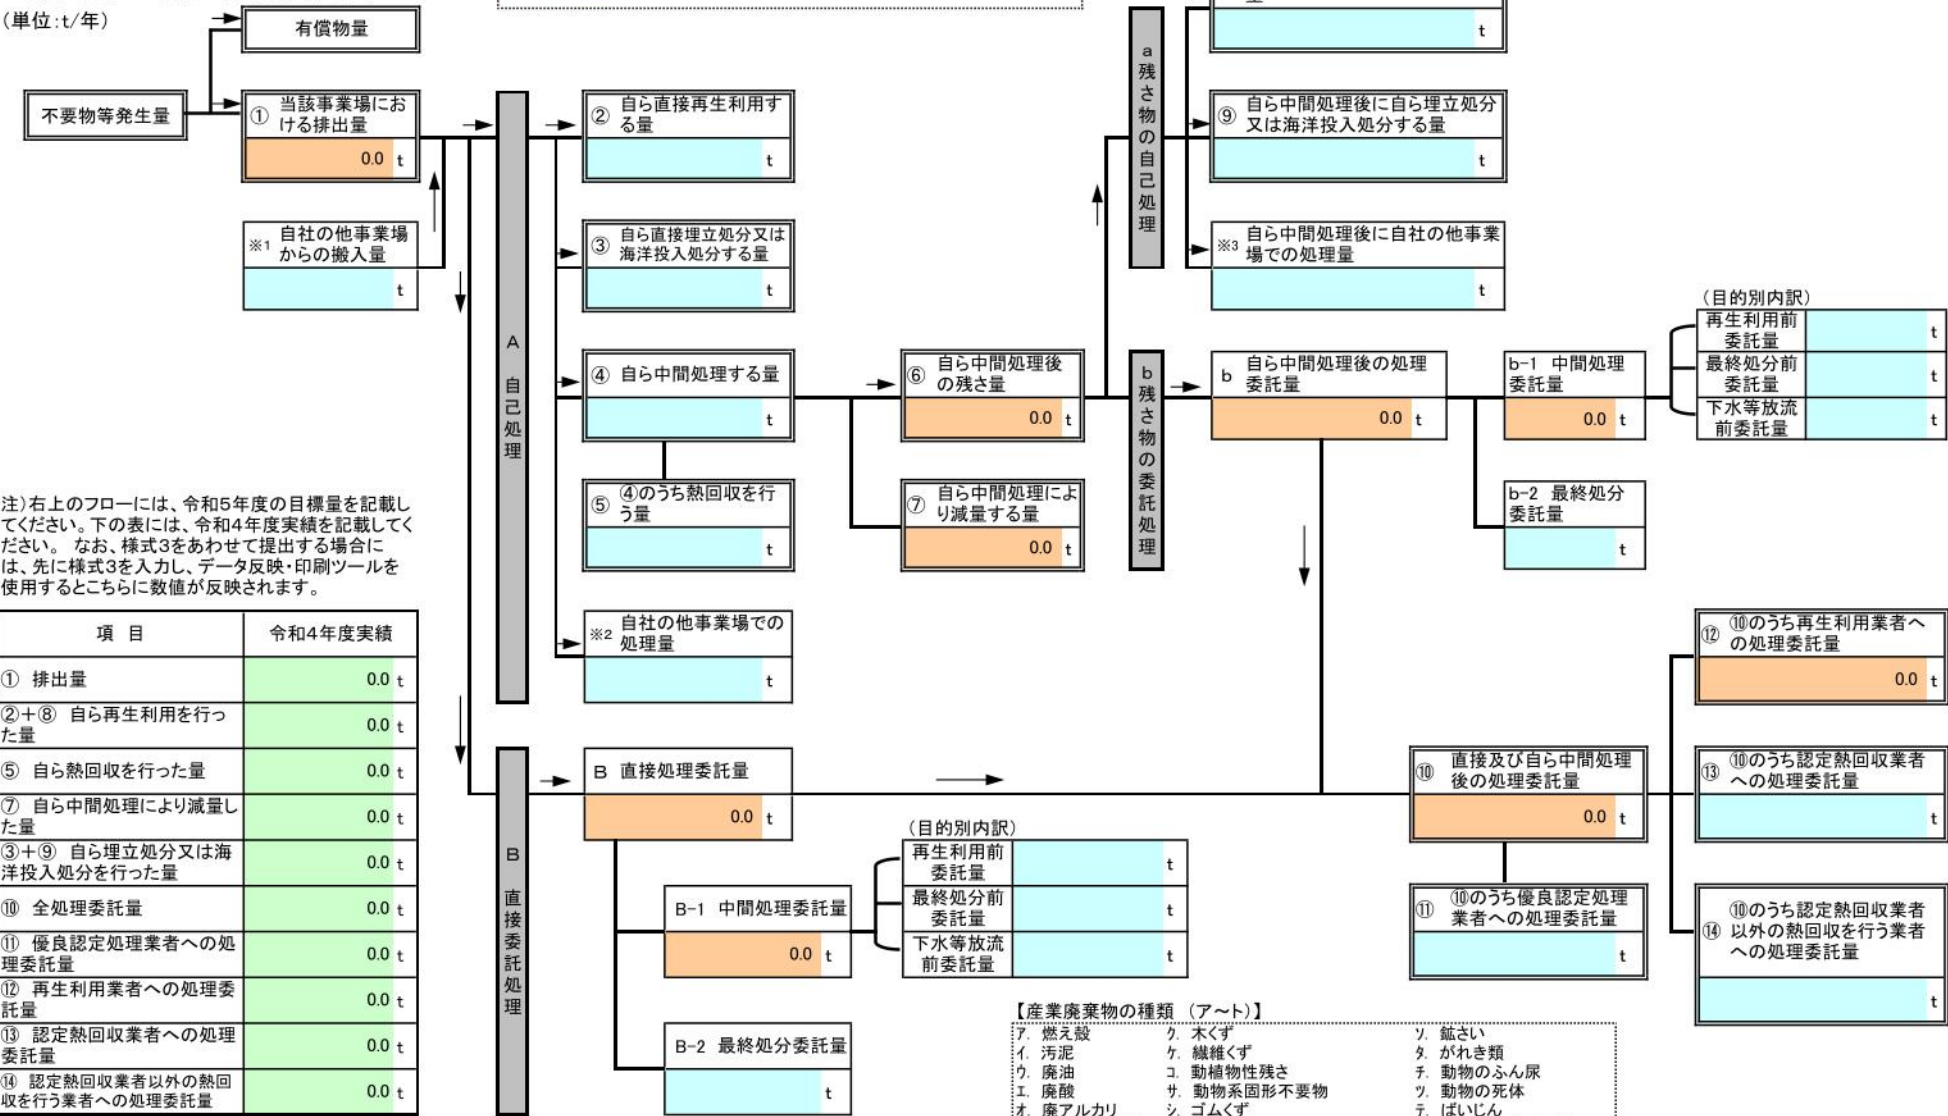 (単位:t/年)
有償物量
不要物等発生量
① 当該事業場にお
ける排出量
0.0 t
※1 自社の他事業場
からの搬入量
t
A 自己処理
② 自ら直接再生利用す
る量
t
③ 自ら直接埋立処分又は
海洋投入処分する量
t
④ 自ら中間処理する量
t
⑤ ④のうち熱回収を行
う量
t
※2 自社の他事業場での
処理量
t
⑥ 自ら中間処理後
の残さ量
0.0 t
⑦ 自ら中間処理によ
り減量する量
0.0 t
a 残さ物の自己処理
t
⑨ 自ら中間処理後に自ら埋立処分
又は海洋投入処分する量
t
※3 自ら中間処理後に自社の他事業
場での処理量
t
b 残さ物の委託処理
b 自ら中間処理後の処理
委託量
0.0 t
b-1 中間処理
委託量
0.0 t
(目的別内訳)
再生利用前
委託量
t
最終処分前
委託量
t
下水等放流
前委託量
t
b-2 最終処分
委託量
t
注)右上のフローには、令和5年度の目標量を記載し
てください。下の表には、令和4年度実績を記載してく
ださい。 なお、様式3をあわせて提出する場合に
は、先に様式3を入力し、データ反映・印刷ツールを
使用するとこちらに数値が反映されます。
項 目 令和4年度実績
① 排出量 0.0 t
②+⑧ 自ら再生利用を行っ
た量
0.0 t
⑤ 自ら熱回収を行った量 0.0 t
⑦ 自ら中間処理により減量し
た量
0.0 t
③+⑨ 自ら埋立処分又は海
洋投入処分を行った量
0.0 t
⑩ 全処理委託量 0.0 t
⑪ 優良認定処理業者への処
理委託量
0.0 t
⑫ 再生利用業者への処理委
託量
0.0 t
⑬ 認定熱回収業者への処理
委託量
0.0 t
⑭ 認定熱回収業者以外の熱回
収を行う業者への処理委託量
0.0 t
B 直接委託処理
B 直接処理委託量
0.0 t
B-1 中間処理委託量
0.0 t
(目的別内訳)
再生利用前
委託量
t
最終処分前
委託量
t
下水等放流
前委託量
t
B-2 最終処分委託量
t
⑩ 直接及び自ら中間処理
後の処理委託量
0.0 t
⑪ ⑩のうち優良認定処理
業者への処理委託量
t
⑫ ⑩のうち再生利用業者へ
の処理委託量
0.0 t
⑬ ⑩のうち認定熱回収業者
への処理委託量
t
⑭ ⑩のうち認定熱回収業者
以外の熱回収を行う業者
への処理委託量
t
【産業廃棄物の種類 (ア~ト)】
ア. 燃え殻 ク. 木くず ソ. 鉱さい
イ. 汚泥 ケ. 繊維くず タ. がれき類
ウ. 廃油 コ. 動植物性残さ チ. 動物のふん尿
エ. 廃酸 サ. 動物系固形不要物 ツ. 動物の死体
オ. 廃アルカリ シ. ゴムくず テ. ばいじん